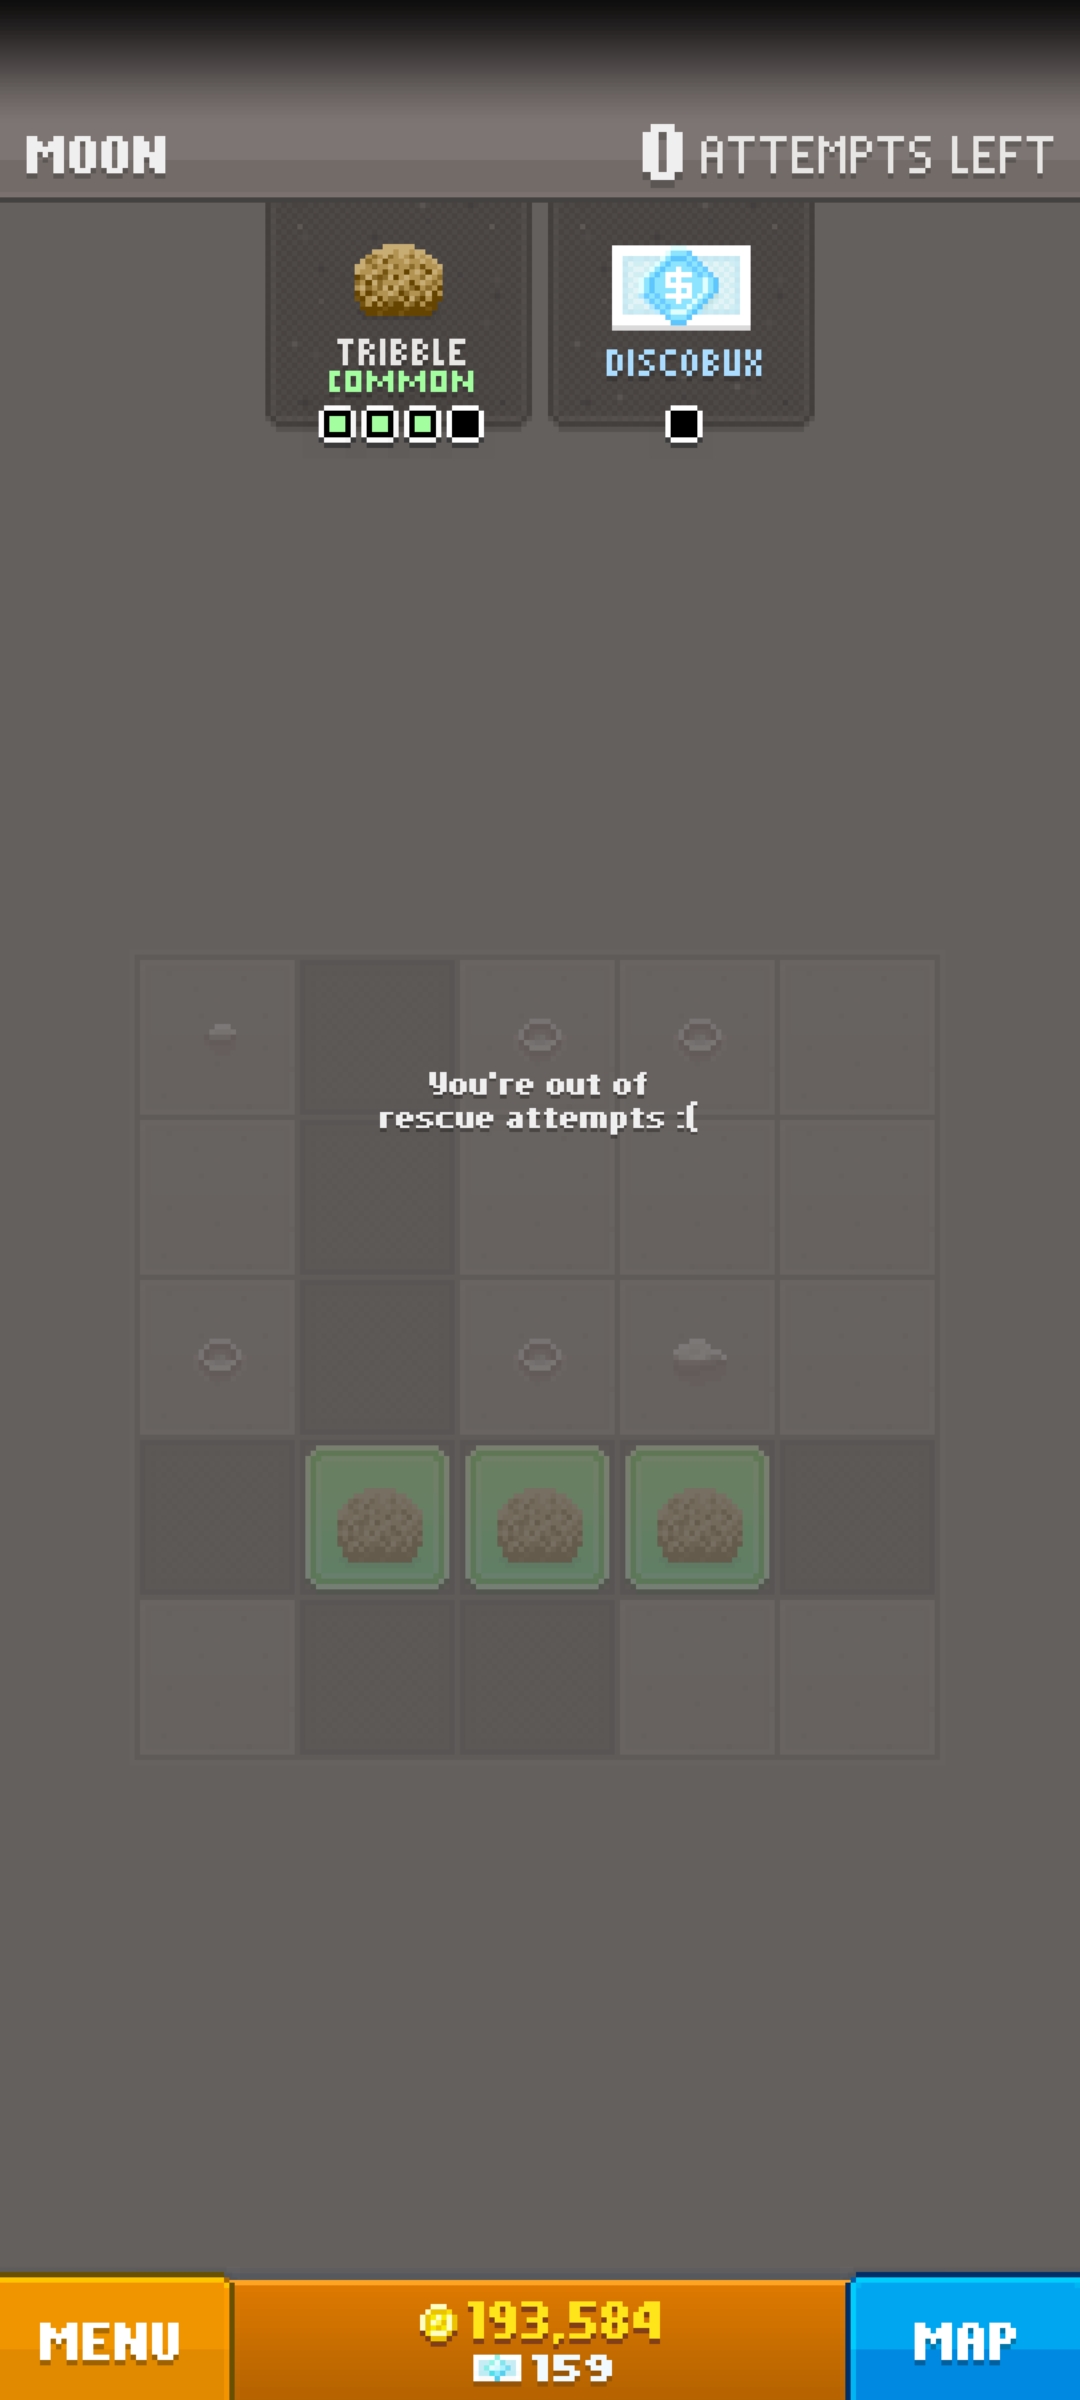 MOON
0 ATTEMPTS LEFT
TRIBBLE
COMMON
$
DISCOBUX
You're out of
rescue attempts :(
MENU
193,584
159
MAP